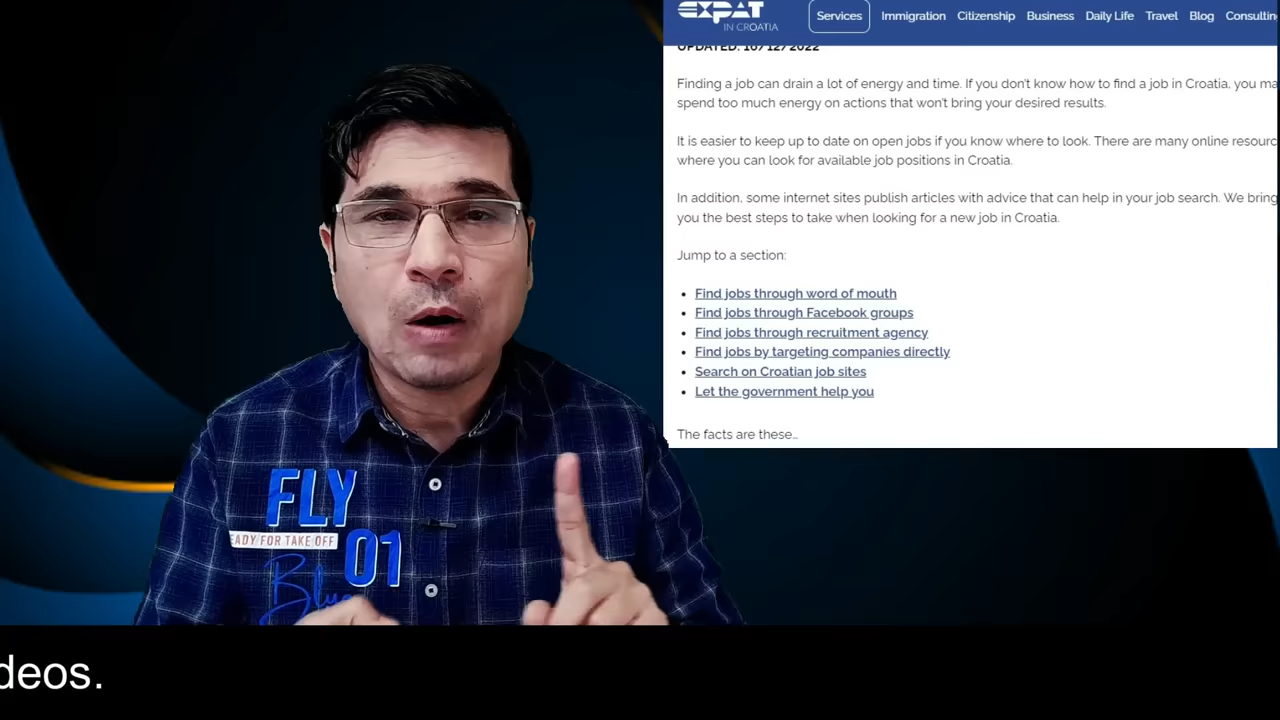 EXPAT
IN CROATIA
Services Immigration Citizenship Business Daily Life Travel Blog
UPDATED: 16/12/2022
Finding a job can drain a lot of energy and time. If you don't know how to find a job in Croatia, you
spend too much energy on actions that won't bring your desired results.
It is easier to keep up to date on open jobs if you know where to look. There are many online
where you can look for available job positions in Croatia.
In addition, some internet sites publish articles with advice that can help in your job search. We bring
you the best steps to take when looking for a new job in Croatia.
Jump to a section:
Find jobs through word of mouth
Find jobs through Facebook groups
Find jobs through recruitment agency
Find jobs by targeting companies directly
Search on Croatian job sites
Let the government help you
The facts are these…
FLY
EADY FOR TAKE OFF
01
Blue
deos.